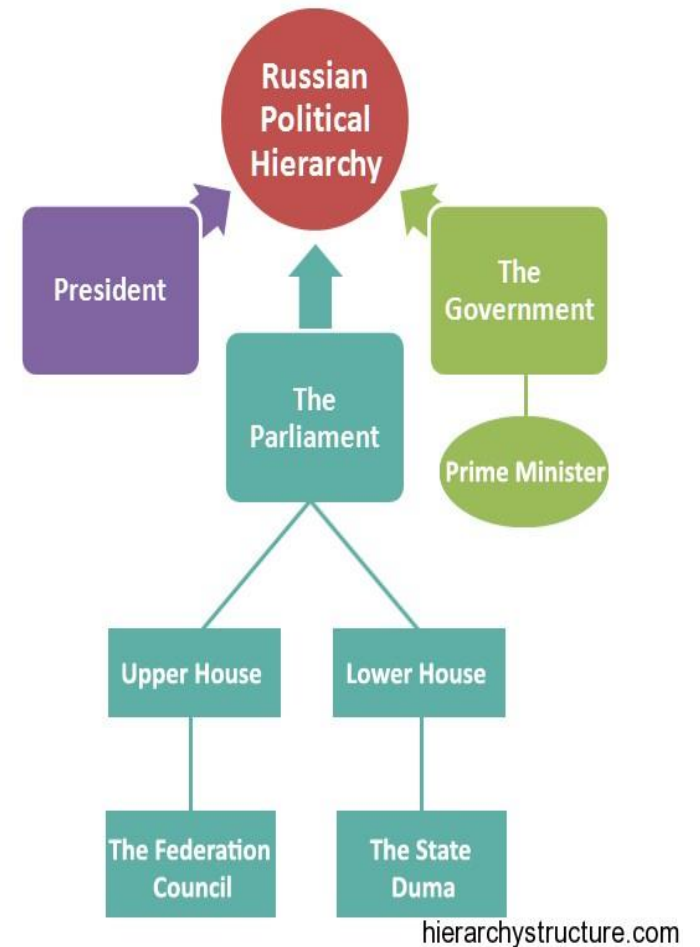 Russian
Political
Hierarchy
President
The
Government
The
Parliament
Prime Minister
Upper House
Lower House
The Federation
Council
The State
Duma
hierarchystructure.com